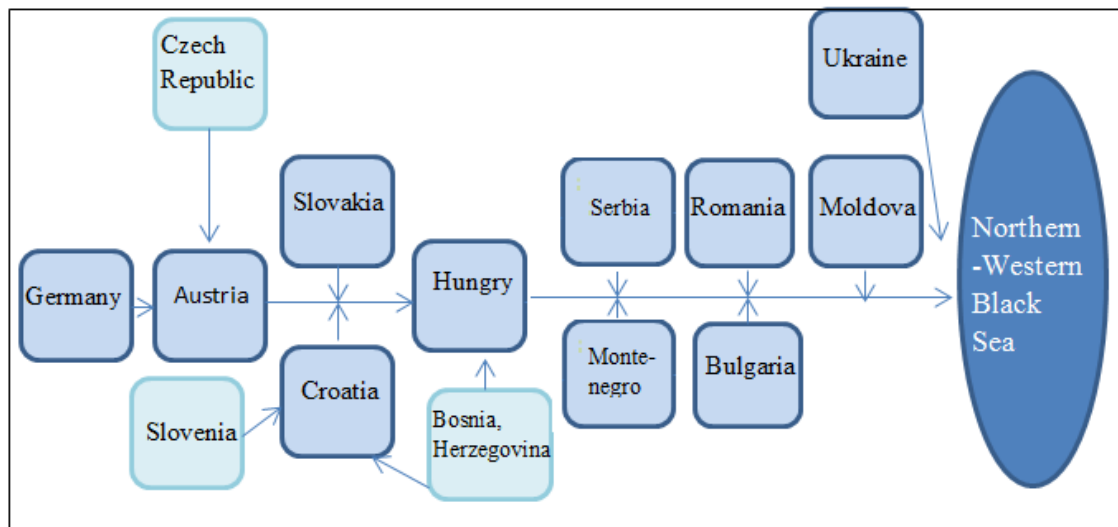 Czech
Republic
Ukraine
Slovakia
Serbia
Romania
Moldova
Germany
Austria
Hungry
Northern
-Western
Black
Sea
Croatia
Monte-
negro
Bulgaria
Slovenia
Bosnia,
Herzegovina